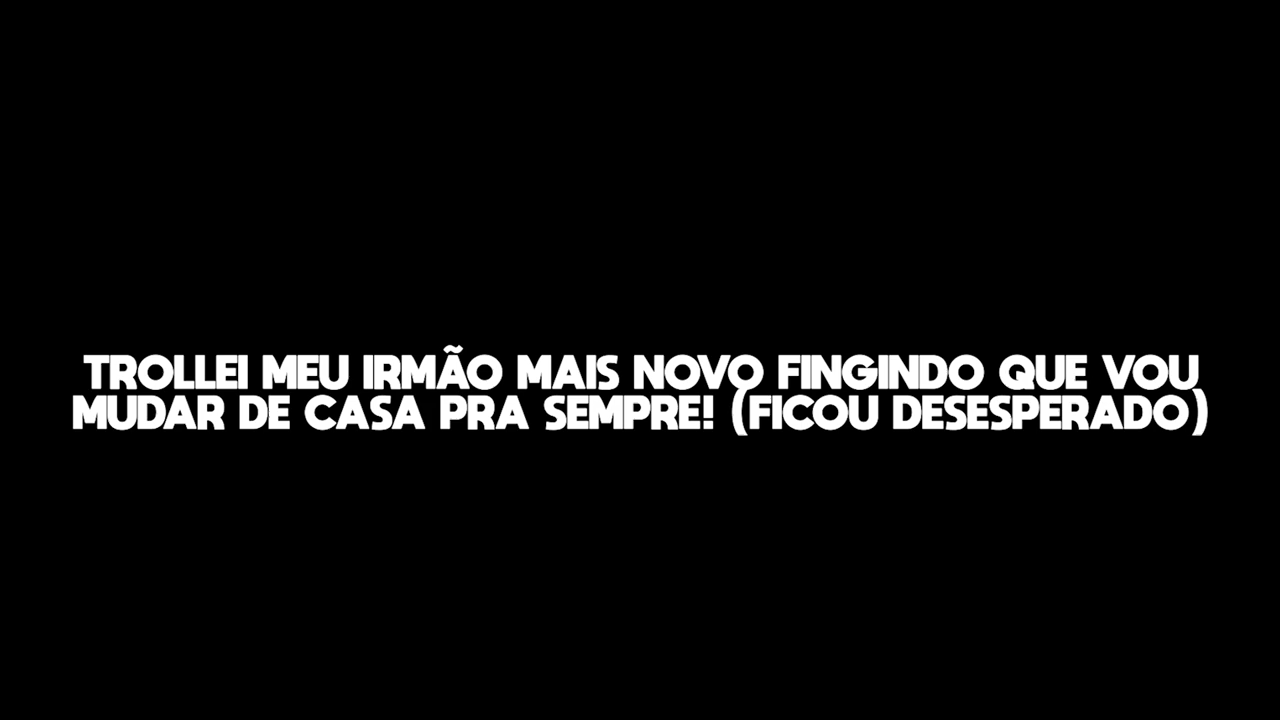 TROLLEI MEU IRMÃO MAIS NOVO FINGINDO QUE VOU
MUDAR DE CASA PRA SEMPRE! (FICOU DESESPERADO)